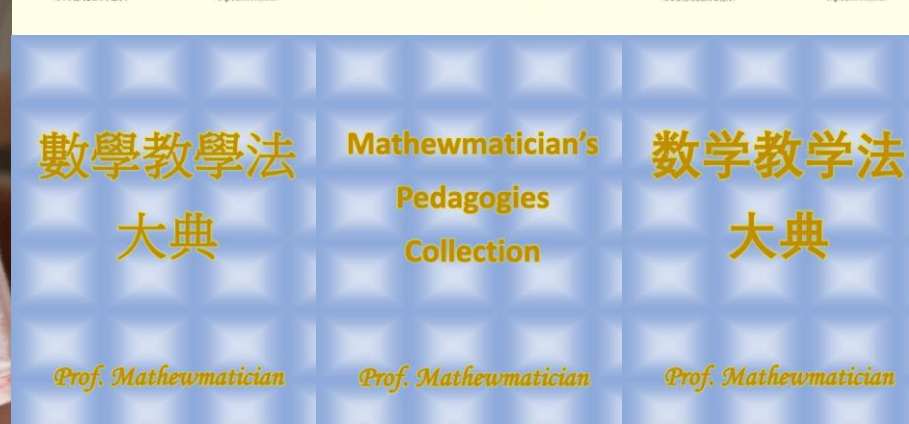 數學教學法
大典
Prof. Mathewmatician
Mathewmatician's
Pedagogies
Collection
Prof. Mathewmatician
数学教学法
大典
Prof. Mathewmatician